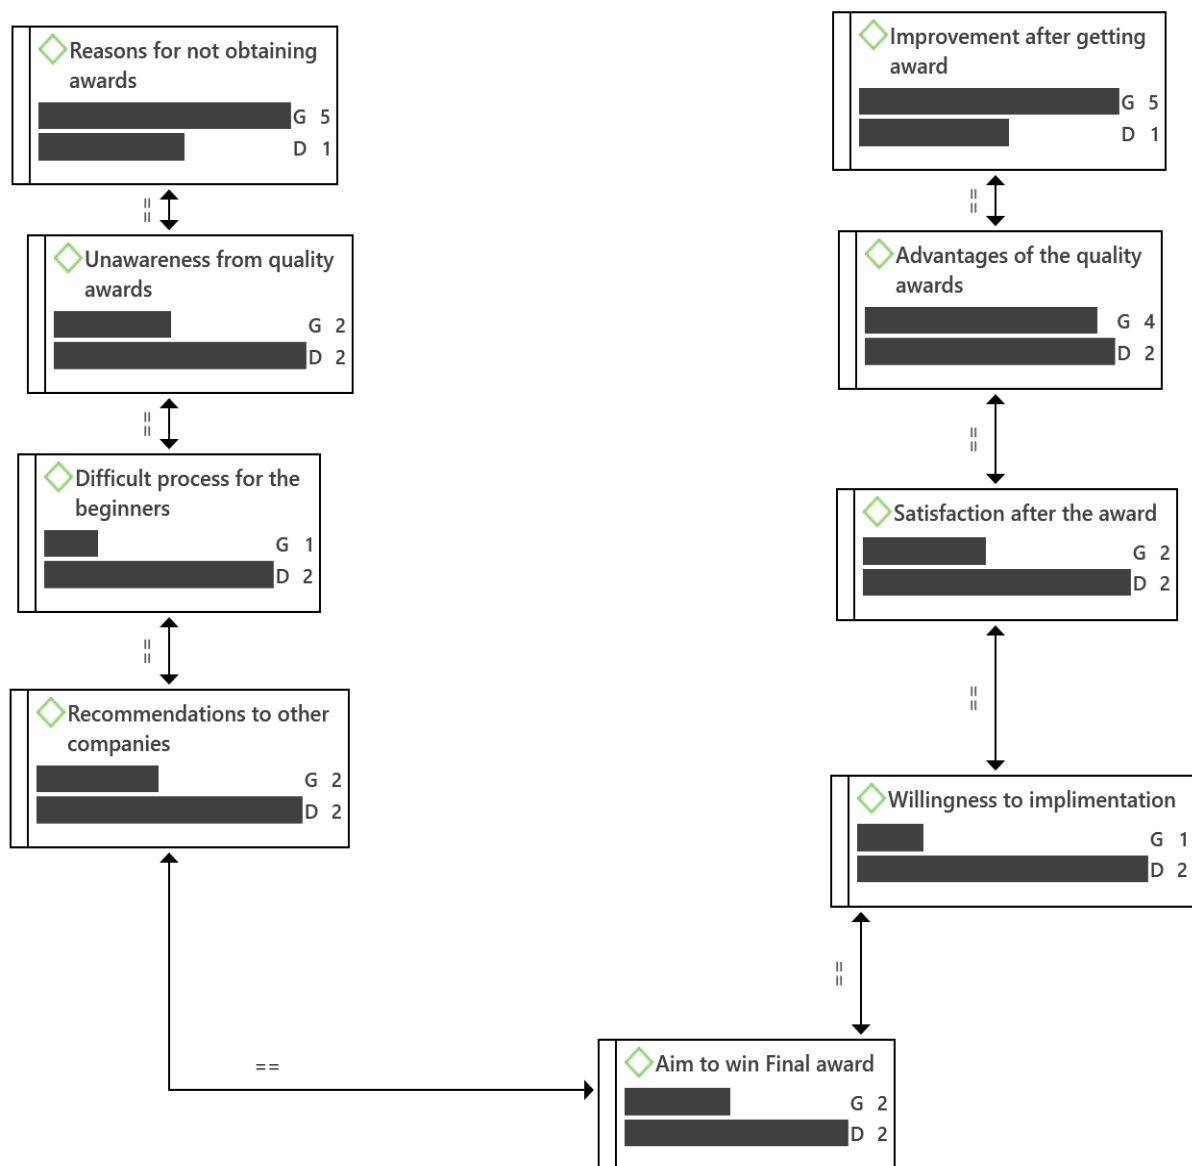 Reasons for not obtaining
awards
G 5
D 1
==
Unawareness from quality
awards
G 2
D 2
==
Difficult process for the
beginners
G 1
D 2
==
Recommendations to other
companies
G 2
D 2
==
Improvement after getting
award
G 5
D 1
==
Advantages of the quality
awards
G 4
D 2
==
Satisfaction after the award
G 2
D 2
==
Willingness to implimentation
G 1
D 2
==
Aim to win Final award
G 2
D 2